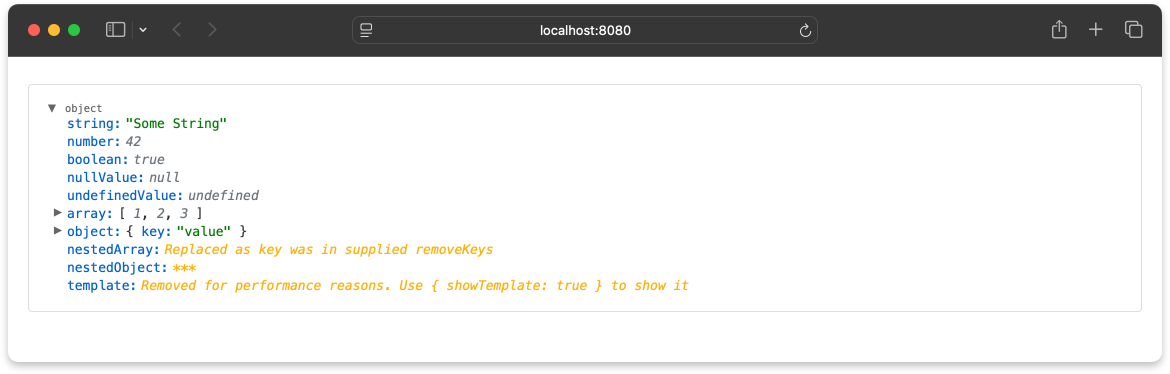 localhost:8080
▼ object
string: "Some String"
number: 42
boolean: true
nullValue: null
undefinedValue: undefined
▶ array: [ 1, 2, 3 ]
▶ object: { key: "value" }
nestedArray: Replaced as key was in supplied removeKeys
nestedObject: ***
template: Removed for performance reasons. Use { showTemplate: true } to show it